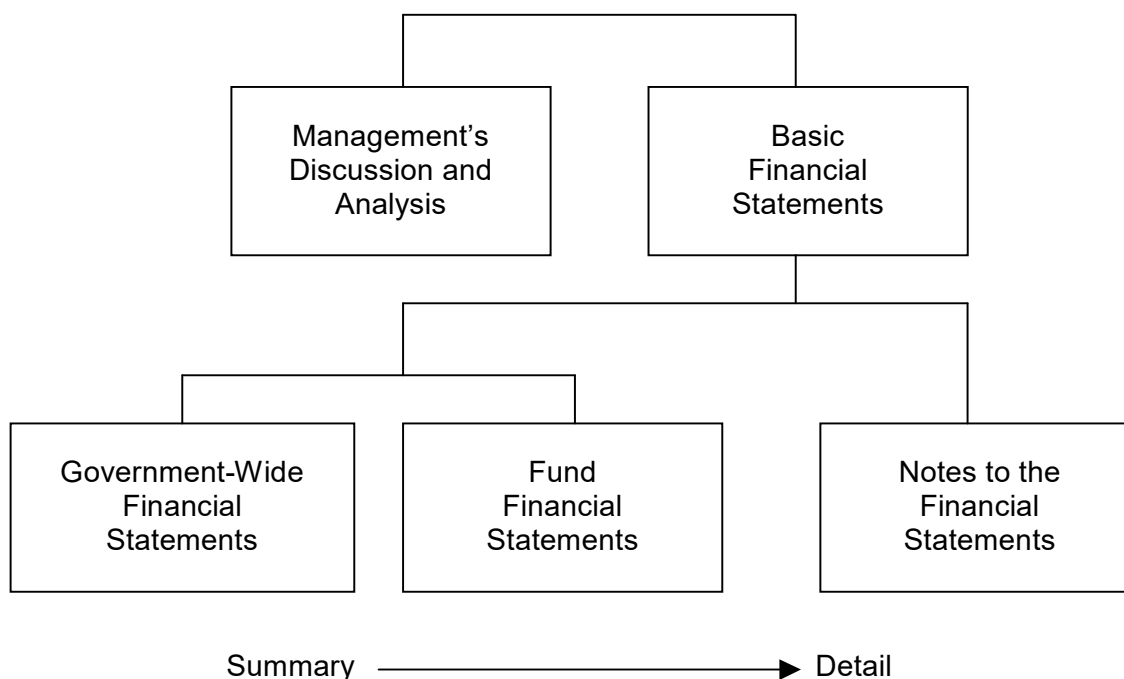 Management’s
Discussion and
Analysis
Basic
Financial
Statements
Government-Wide
Financial
Statements
Fund
Financial
Statements
Notes to the
Financial
Statements
Summary
Detail